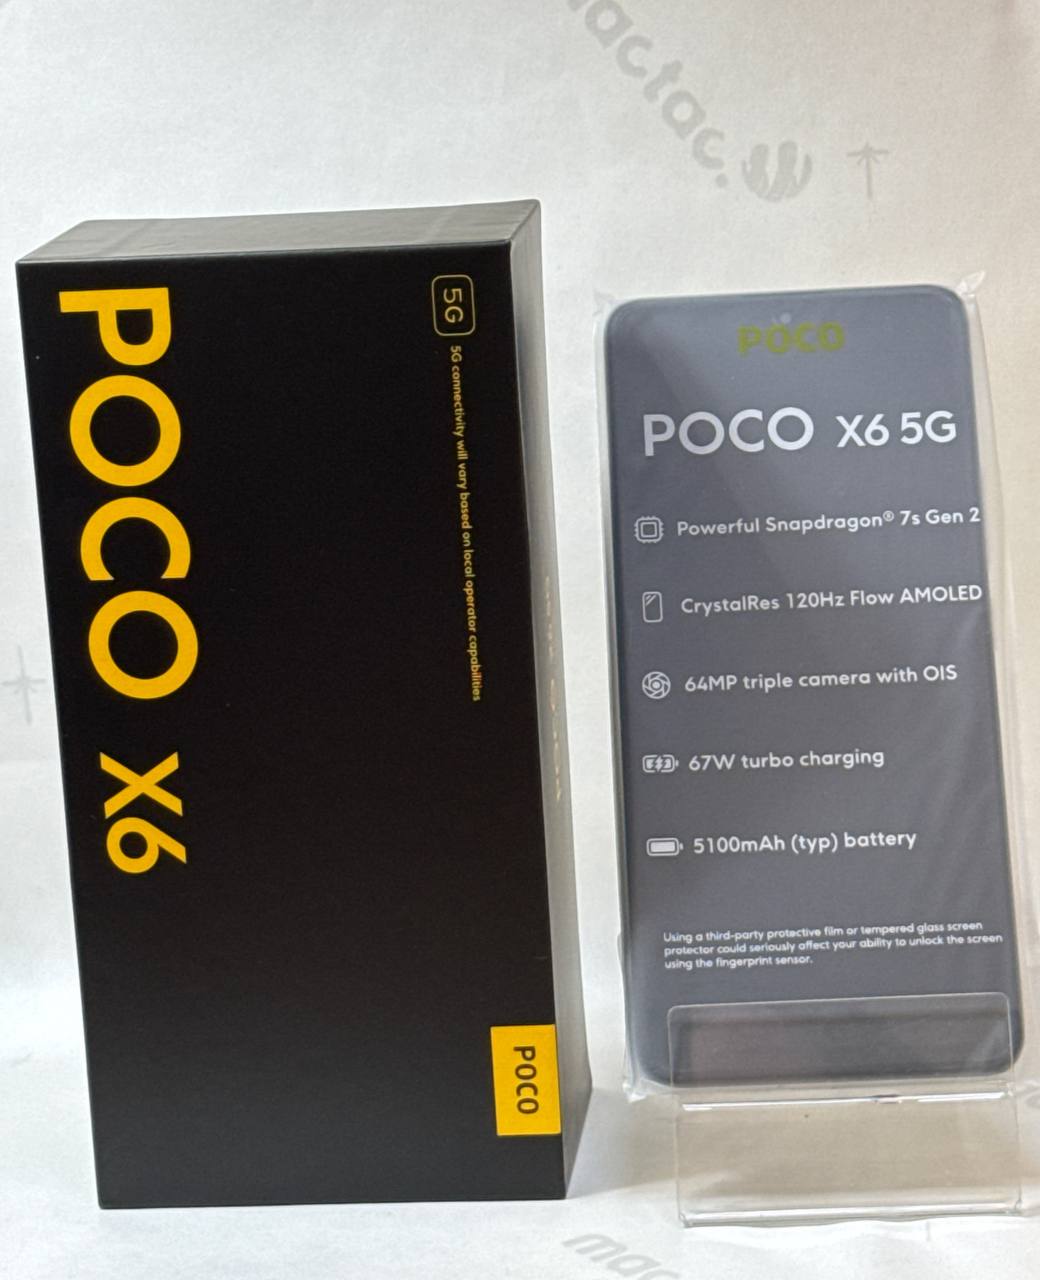 mactac.
5G
5G connectivity will vary based on local operator capabilities
POCO X6
POCO
POCO
POCO X6 5G
Powerful Snapdragon® 7s Gen 2
CrystalRes 120Hz Flow AMOLED
64MP triple camera with OIS
67W turbo charging
5100mAh (typ) battery
Using a third-party protective film or tempered glass screen
protector could seriously affect your ability to unlock the screen
using the fingerprint sensor.
mac